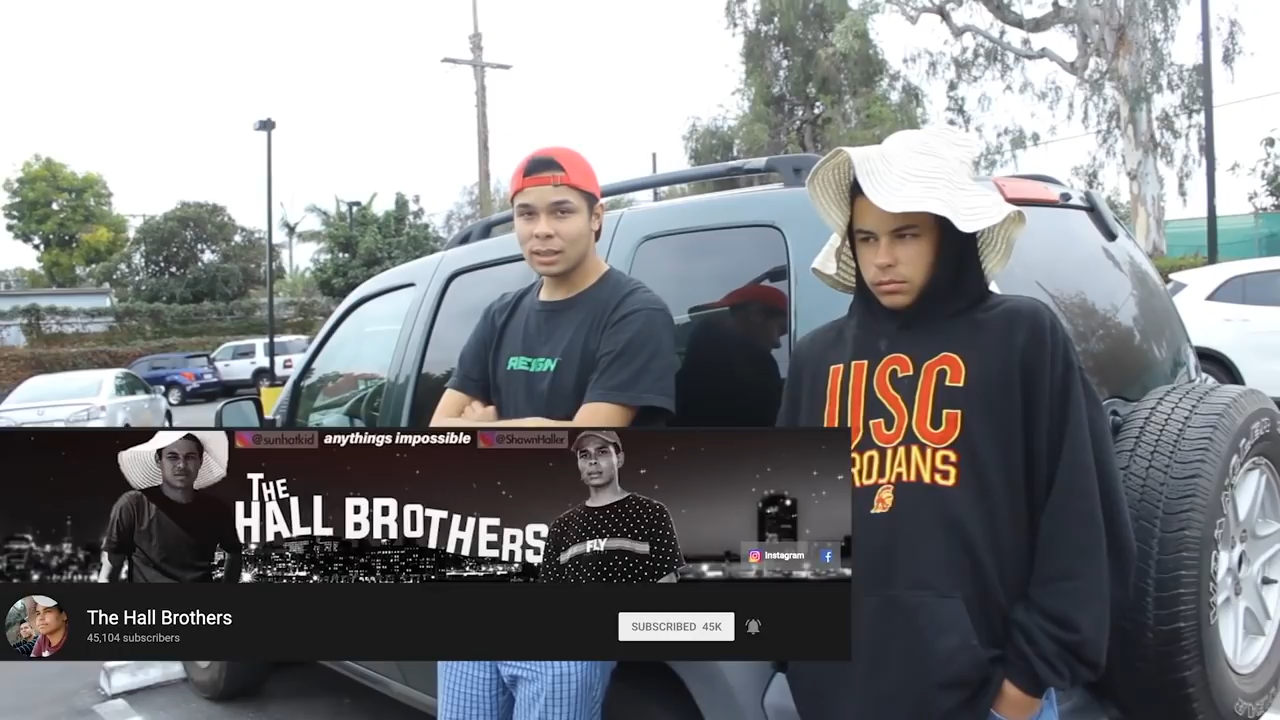 REIGN
USC
TROJANS
@sunhatkid
anythings impossible
@ShawnHaller
THE
HALL BROTHERS
FLY
Instagram
The Hall Brothers
45,104 subscribers
SUBSCRIBED 45K